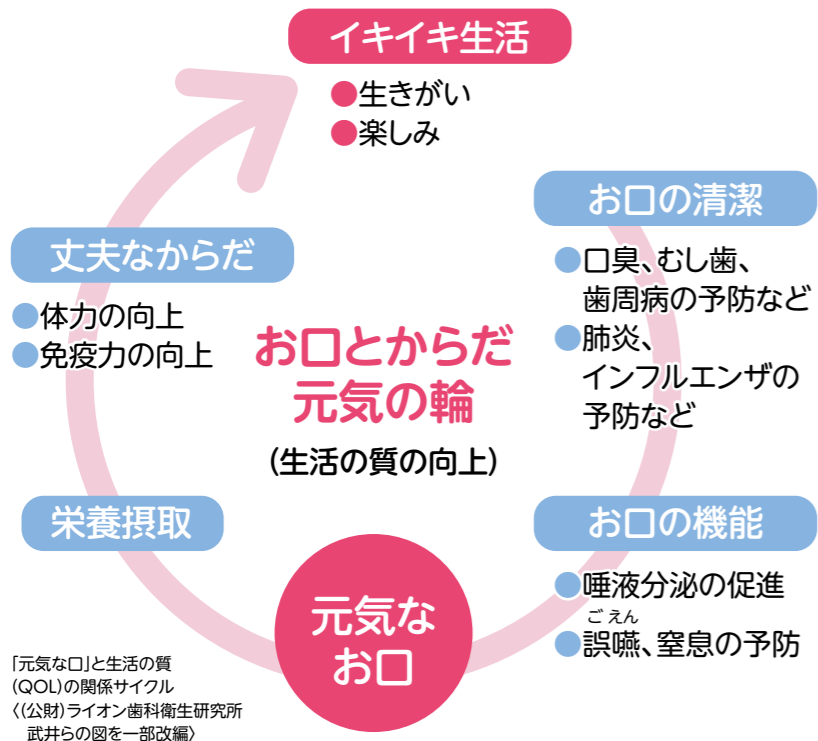 イキイキ生活
●生きがい
●楽しみ
お口の清潔
●口臭、むし歯、
歯周病の予防など
●肺炎、
インフルエンザの
予防など
丈夫なからだ
●体力の向上
●免疫力の向上
お口とからだ
元気の輪
(生活の質の向上)
栄養摂取
お口の機能
●唾液分泌の促進
ごえん
●誤嚥、窒息の予防
元気な
お口
「元気な口」と生活の質
(QOL)の関係サイクル
〈(公財)ライオン歯科衛生研究所
武井らの図を一部改編〉